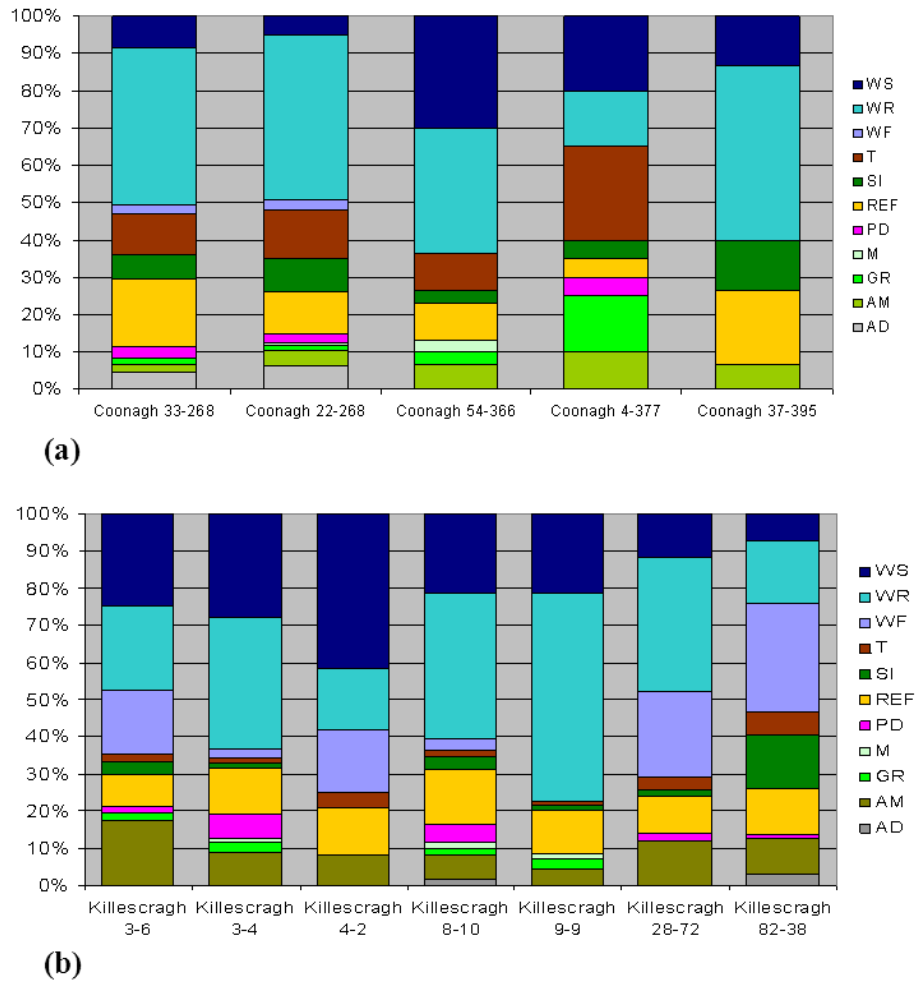 100%
90%
80%
70%
60%
50%
40%
30%
20%
10%
0%
WS
WR
WF
T
SI
REF
PD
M
GR
AM
AD
Coonagh 33-268 Coonagh 22-268 Coonagh 54-366 Coonagh 4-377 Coonagh 37-395
(a)
100%
90%
80%
70%
60%
50%
40%
30%
20%
10%
0%
WS
WR
WF
T
SI
REF
PD
M
GR
AM
AD
Killescragh Killescragh Killescragh Killescragh Killescragh Killescragh Killescragh
3-6 3-4 4-2 8-10 9-9 28-72 82-38
(b)